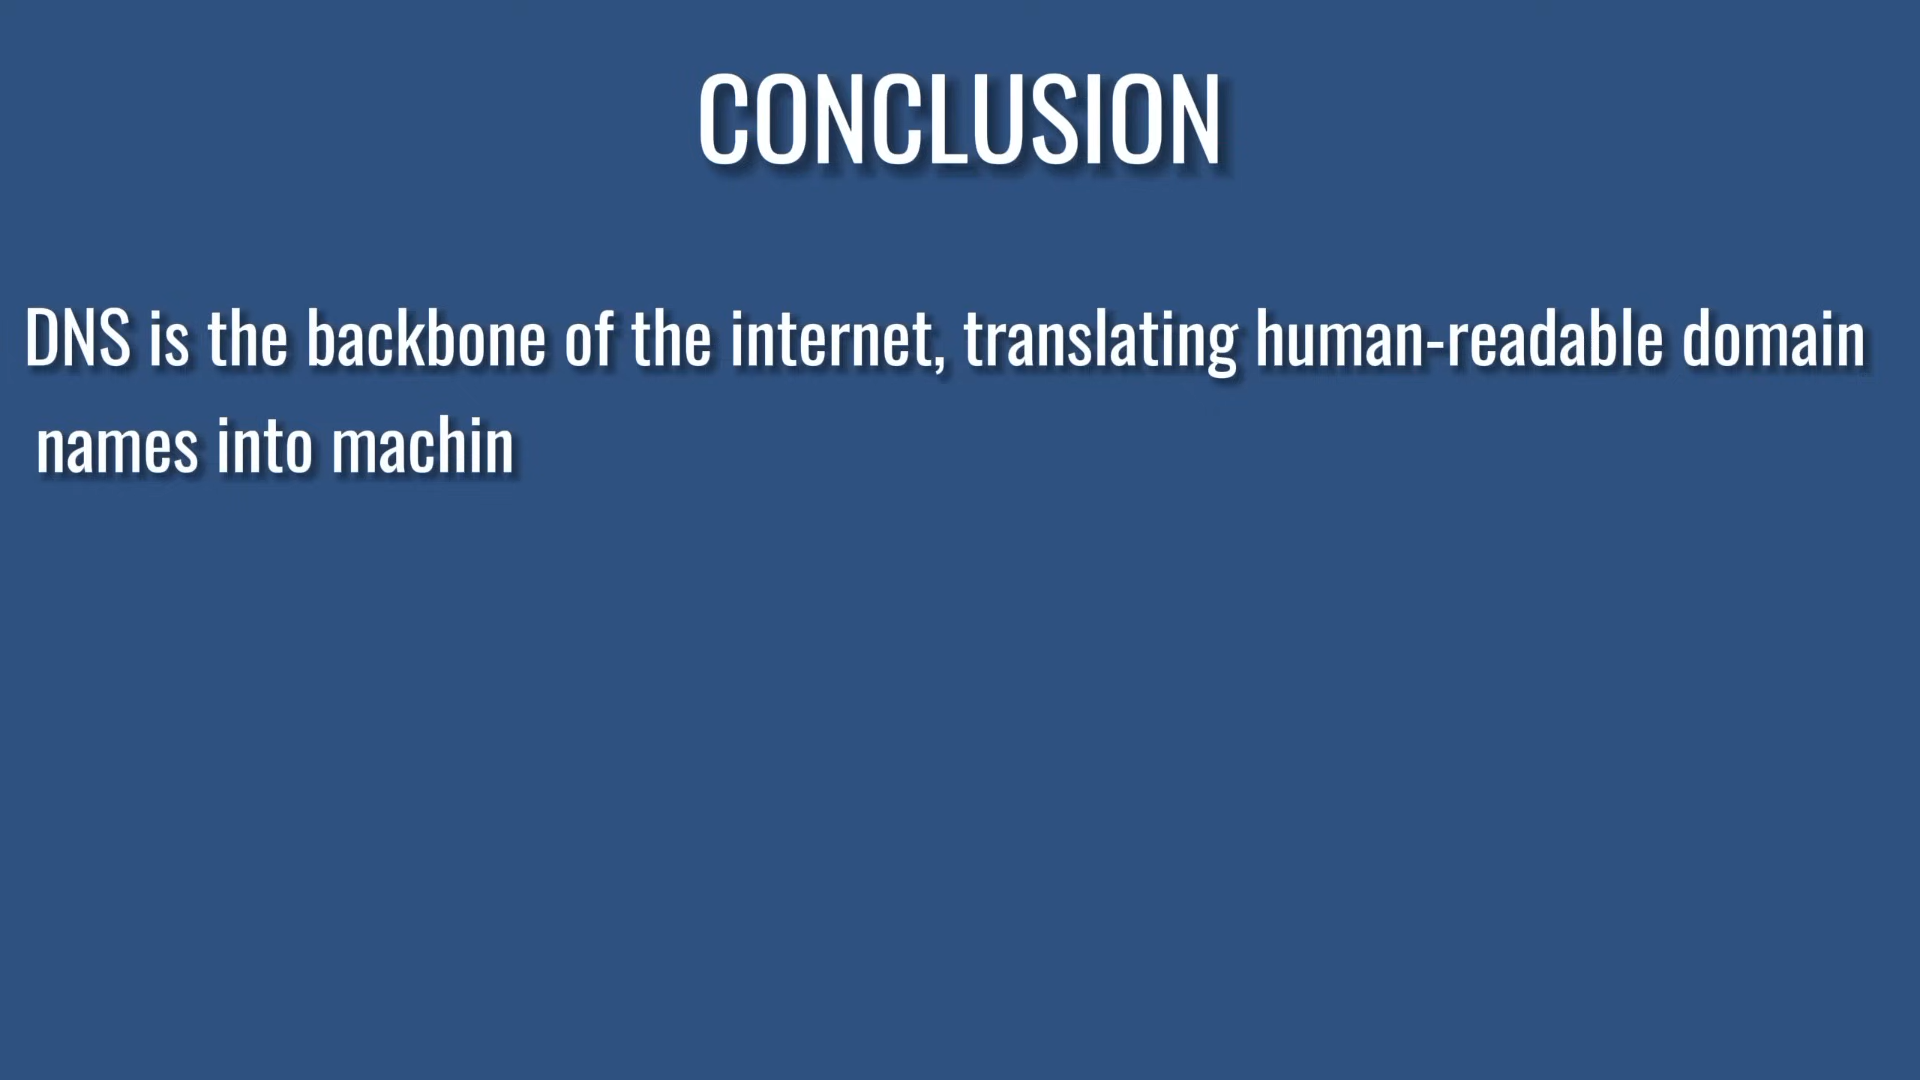 CONCLUSION
DNS is the backbone of the internet, translating human-readable domain
names into machin